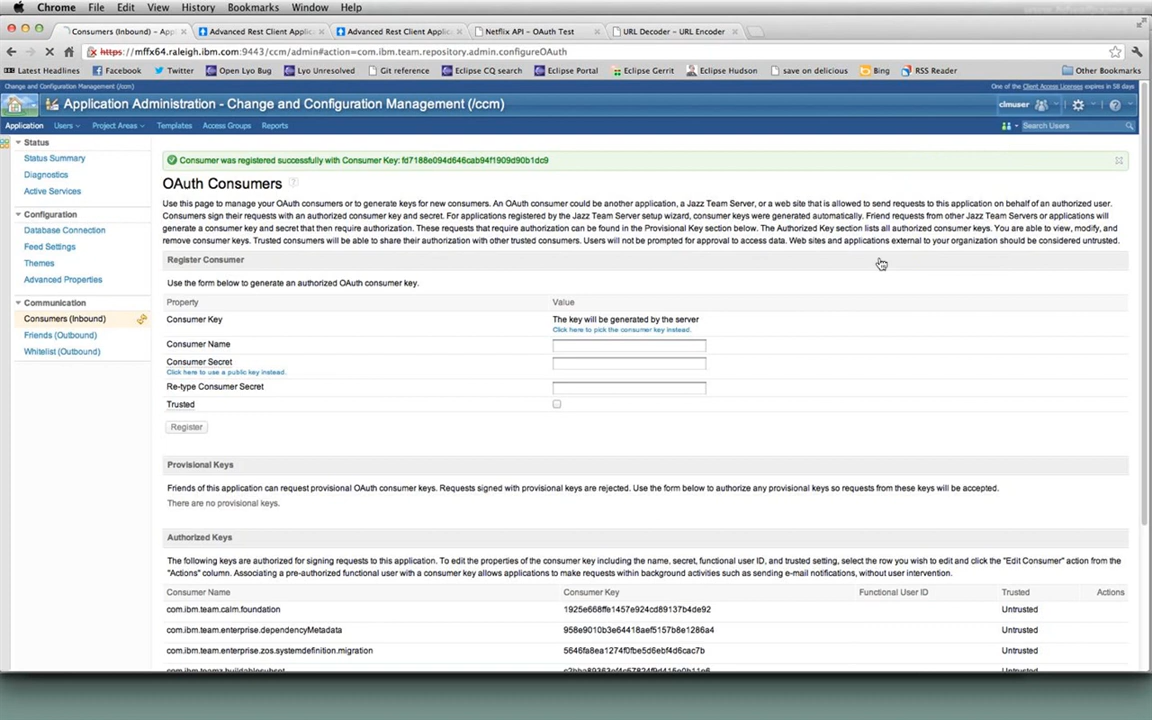 Chrome File Edit View History Bookmarks Window Help
Consumers (Inbound) – Appl Advanced Rest Client Applic Advanced Rest Client Applic Netflix API – OAuth Test URL Decoder – URL Encoder
https://mffx64.raleigh.ibm.com:9443/ccm/admin#action=com.ibm.team.repository.admin.configureOAuth
Latest Headlines Facebook Twitter Open Lyo Bug Lyo Unresolved Git reference Eclipse CQ search Eclipse Portal Eclipse Gerrit Eclipse Hudson save on delicious Bing RSS Reader Other Bookmarks
Change and Configuration Management (/ccm) One of the Client Access Licenses expires in 58 days
Application Administration - Change and Configuration Management (/ccm) clmuser
Application Users Project Areas Templates Access Groups Reports Search Users
Status
Status Summary
Diagnostics
Active Services
Configuration
Database Connection
Feed Settings
Themes
Advanced Properties
Communication
Consumers (Inbound)
Friends (Outbound)
Whitelist (Outbound)
Consumer was registered successfully with Consumer Key: fd7188e094d646cab94f1909d90b1dc9
OAuth Consumers
Use this page to manage your OAuth consumers or to generate keys for new consumers. An OAuth consumer could be another application, a Jazz Team Server, or a web site that is allowed to send requests to this application on behalf of an authorized user.
Consumers sign their requests with an authorized consumer key and secret. For applications registered by the Jazz Team Server setup wizard, consumer keys were generated automatically. Friend requests from other Jazz Team Servers or applications will
generate a consumer key and secret that then require authorization. These requests that require authorization can be found in the Provisional Key section below. The Authorized Key section lists all authorized consumer keys. You are able to view, modify, and
remove consumer keys. Trusted consumers will be able to share their authorization with other trusted consumers. Users will not be prompted for approval to access data. Web sites and applications external to your organization should be considered untrusted.
Register Consumer
Use the form below to generate an authorized OAuth consumer key.
Property Value
Consumer Key The key will be generated by the server
Click here to pick the consumer key instead.
Consumer Name
Consumer Secret
Click here to use a public key instead.
Re-type Consumer Secret
Trusted
Register
Provisional Keys
Friends of this application can request provisional OAuth consumer keys. Requests signed with provisional keys are rejected. Use the form below to authorize any provisional keys so requests from these keys will be accepted.
There are no provisional keys.
Authorized Keys
The following keys are authorized for signing requests to this application. To edit the properties of the consumer key including the name, secret, functional user ID, and trusted setting, select the row you wish to edit and click the "Edit Consumer" action from the
"Actions" column. Associating a pre-authorized functional user with a consumer key allows applications to make requests within background activities such as sending e-mail notifications, without user intervention.
Consumer Name Consumer Key Functional User ID Trusted Actions
com.ibm.team.calm.foundation 1925e668ffe1457e924cd89137b4de92 Untrusted
com.ibm.team.enterprise.dependencyMetadata 958e9010b3e64418aef5157b8e1286a4 Untrusted
com.ibm.team.enterprise.zos.systemdefinition.migration 5646fa8ea1274f0fbe5d6ebf4d6cac7b Untrusted
Untrusted